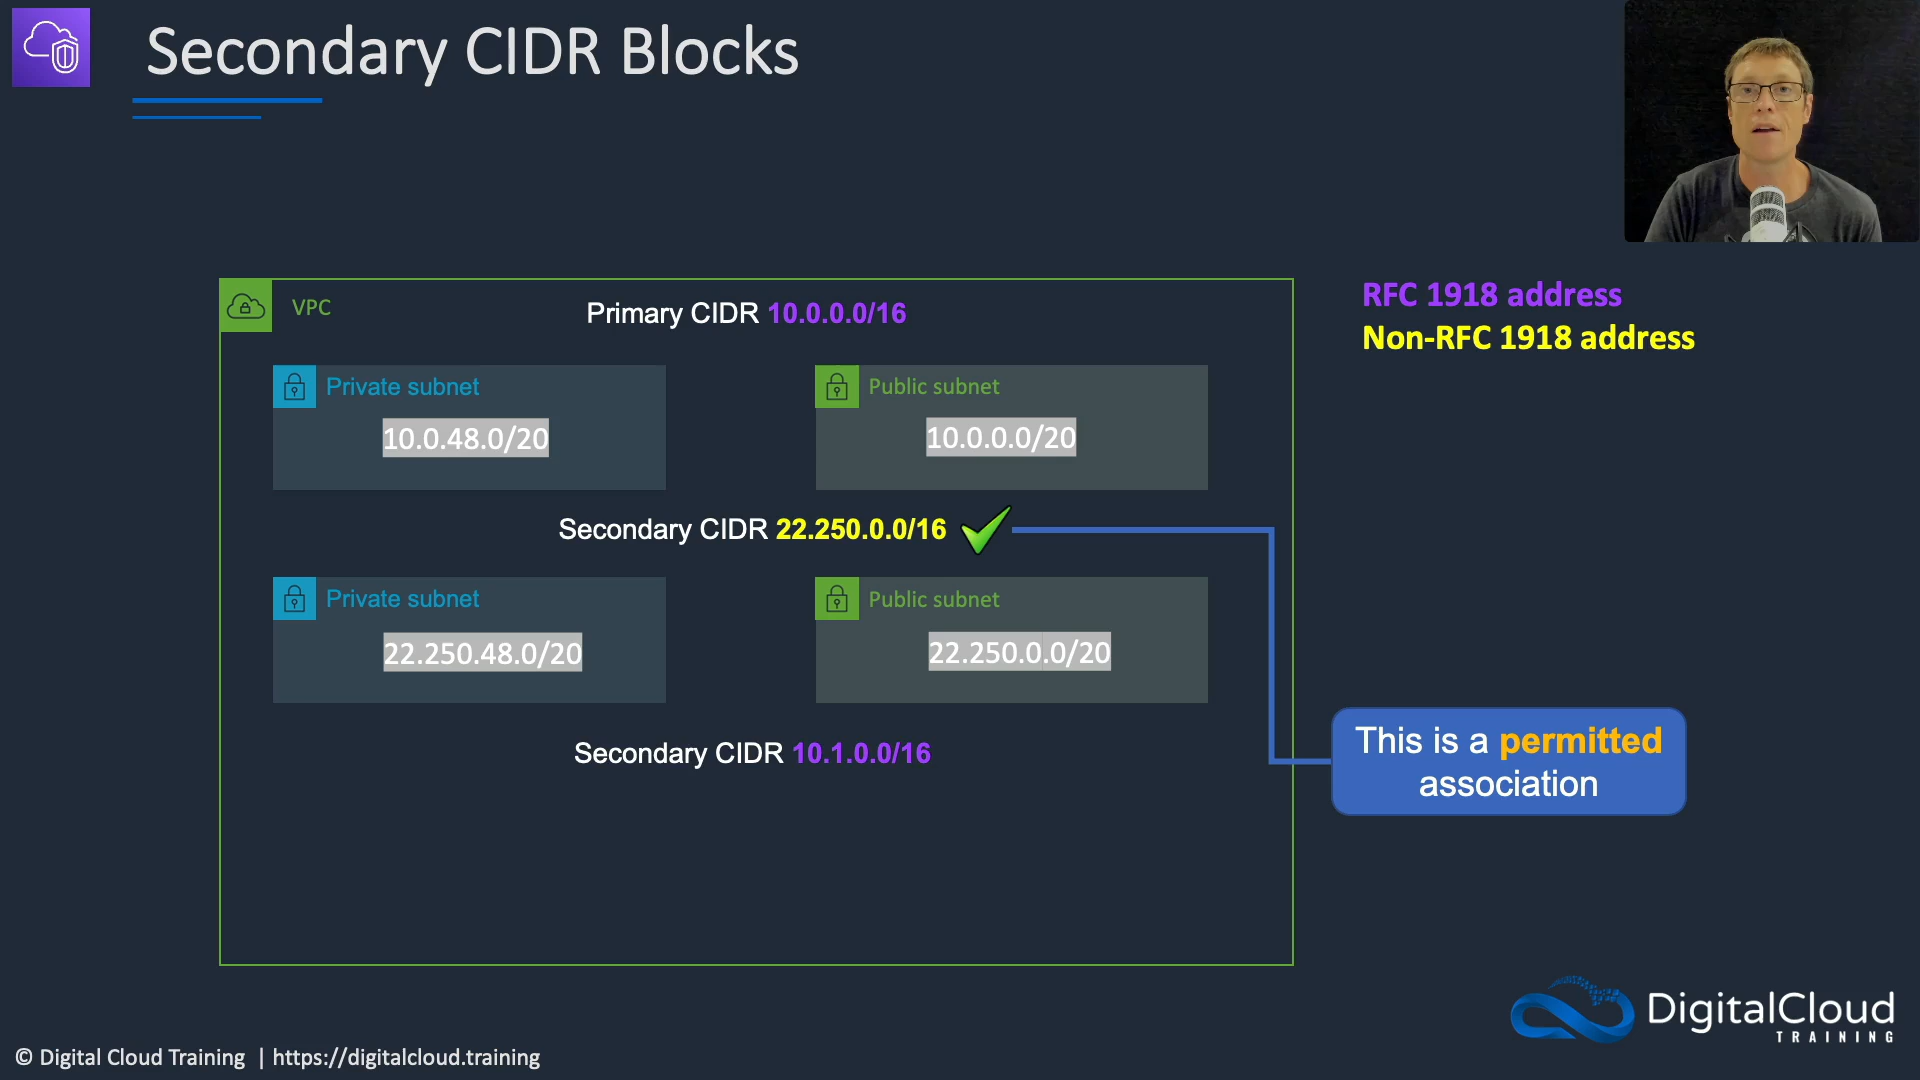 Secondary CIDR Blocks
RFC 1918 address
Non-RFC 1918 address
VPC
Primary CIDR 10.0.0.0/16
Private subnet
10.0.48.0/20
Public subnet
10.0.0.0/20
Secondary CIDR 22.250.0.0/16
Private subnet
22.250.48.0/20
Public subnet
22.250.0.0/20
Secondary CIDR 10.1.0.0/16
This is a permitted
association
DigitalCloud
TRAINING
© Digital Cloud Training | https://digitalcloud.training